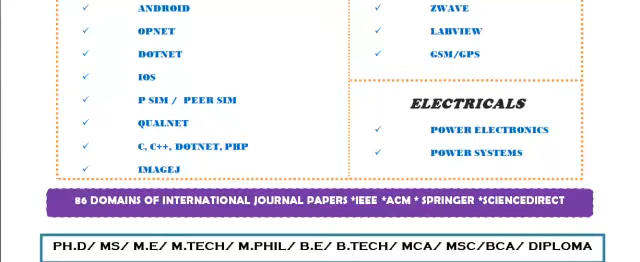 ANDROID
OPNET
DOTNET
IOS
P SIM / PEER SIM
QUALNET
C, C++, DOTNET, PHP
IMAGEJ
ZWAVE
LABVIEW
GSM/GPS
ELECTRICALS
POWER ELECTRONICS
POWER SYSTEMS
86 DOMAINS OF INTERNATIONAL JOURNAL PAPERS *IEEE *ACM * SPRINGER *SCIENCEDIRECT
PH.D/ MS/ M.E/ M.TECH/ M.PHIL/ B.E/ B.TECH/ MCA/ MSC/BCA/ DIPLOMA